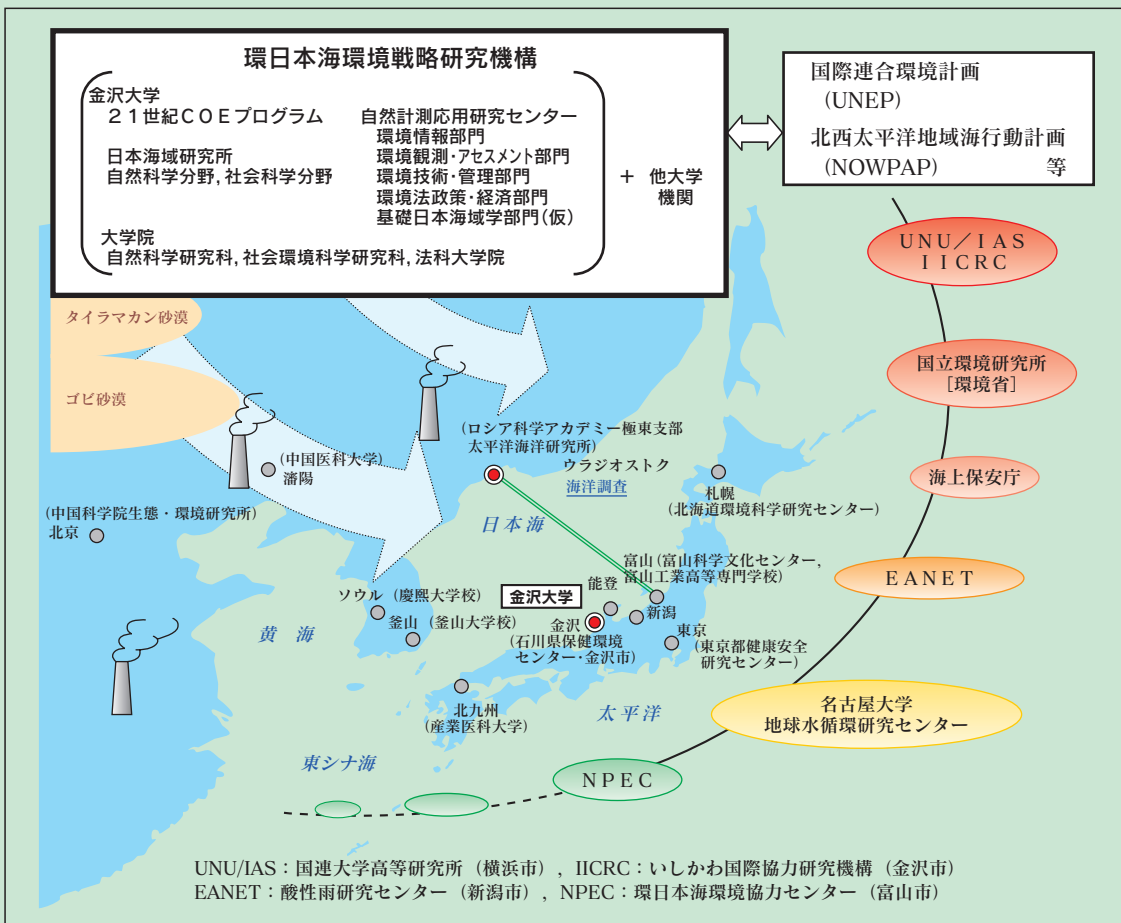 環日本海環境戦略研究機構
金沢大学
21世紀COEプログラム
日本海域研究所
自然科学分野,社会科学分野
自然計測応用研究センター
環境情報部門
環境観測・アセスメント部門
環境技術・管理部門
環境法政策・経済部門
基礎日本海域学部門(仮)
大学院
自然科学研究科,社会環境科学研究科,法科大学院
+ 他大学
機関
国際連合環境計画
(UNEP)
北西太平洋地域海行動計画
(NOWPAP) 等
UNU/IAS
IICRC
国立環境研究所
[環境省]
海上保安庁
EANET
名古屋大学
地球水循環研究センター
NPEC
タイラマカン砂漠
ゴビ砂漠
(ロシア科学アカデミー極東支部
太平洋海洋研究所)
ウラジオストク
海洋調査
(中国医科大学)
瀋陽
(中国科学院生態・環境研究所)
北京
札幌
(北海道環境科学研究センター)
日本海
富山(富山科学文化センター,
富山工業高等専門学校)
能登
金沢大学
新潟
金沢
(石川県保健環境
センター・金沢市)
東京
(東京都健康安全
研究センター)
ソウル(慶熙大学校)
釜山(釜山大学校)
黄海
北九州
(産業医科大学)
太平洋
東シナ海
UNU/IAS:国連大学高等研究所(横浜市),IICRC:いしかわ国際協力研究機構(金沢市)
EANET:酸性雨研究センター(新潟市),NPEC:環日本海環境協力センター(富山市)